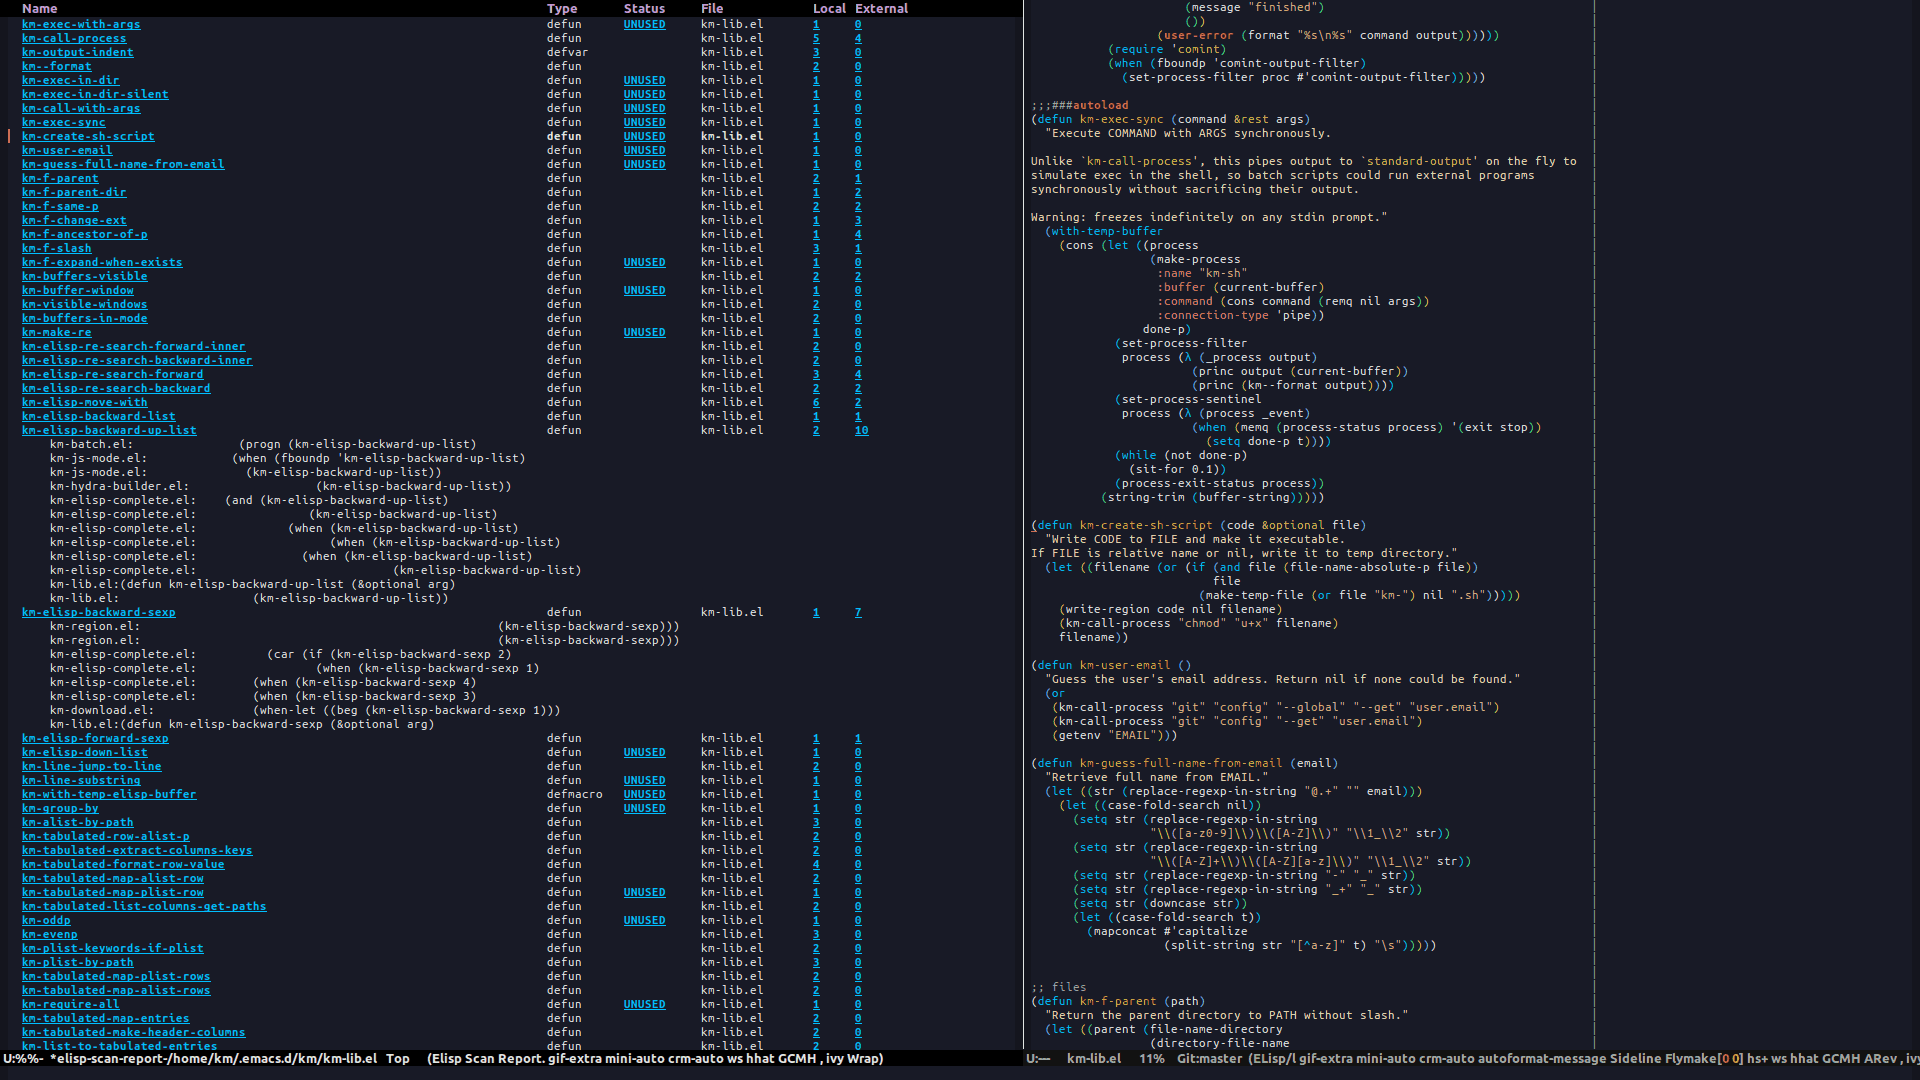 Name Type Status File Local External
km-exec-with-args defun UNUSED km-lib.el 1 0
km-call-process defun km-lib.el 5 4
km-output-indent defvar km-lib.el 3 0
km--format defun km-lib.el 2 0
km-exec-in-dir defun UNUSED km-lib.el 1 0
km-exec-in-dir-silent defun UNUSED km-lib.el 1 0
km-call-with-args defun UNUSED km-lib.el 1 0
km-exec-sync defun UNUSED km-lib.el 1 0
km-create-sh-script defun UNUSED km-lib.el 1 0
km-user-email defun UNUSED km-lib.el 1 0
km-guess-full-name-from-email defun UNUSED km-lib.el 1 0
km-f-parent defun km-lib.el 2 1
km-f-parent-dir defun km-lib.el 1 2
km-f-same-p defun km-lib.el 2 2
km-f-change-ext defun km-lib.el 1 3
km-f-ancestor-of-p defun km-lib.el 1 4
km-f-slash defun km-lib.el 3 1
km-f-expand-when-exists defun UNUSED km-lib.el 1 0
km-buffers-visible defun km-lib.el 2 2
km-buffer-window defun UNUSED km-lib.el 1 0
km-visible-windows defun km-lib.el 2 0
km-buffers-in-mode defun km-lib.el 2 0
km-make-re defun UNUSED km-lib.el 1 0
km-elisp-re-search-forward-inner defun km-lib.el 2 0
km-elisp-re-search-backward-inner defun km-lib.el 2 0
km-elisp-re-search-forward defun km-lib.el 3 4
km-elisp-re-search-backward defun km-lib.el 2 2
km-elisp-move-with defun km-lib.el 6 2
km-elisp-backward-list defun km-lib.el 1 1
km-elisp-backward-up-list defun km-lib.el 2 10
km-batch.el: (progn (km-elisp-backward-up-list)
km-js-mode.el: (when (fboundp 'km-elisp-backward-up-list)
km-js-mode.el: (km-elisp-backward-up-list))
km-hydra-builder.el: (km-elisp-backward-up-list))
km-elisp-complete.el: (and (km-elisp-backward-up-list)
km-elisp-complete.el: (km-elisp-backward-up-list)
km-elisp-complete.el: (when (km-elisp-backward-up-list)
km-elisp-complete.el: (when (km-elisp-backward-up-list)
km-elisp-complete.el: (when (km-elisp-backward-up-list)
km-elisp-complete.el: (km-elisp-backward-up-list)
km-lib.el:(defun km-elisp-backward-up-list (&optional arg)
km-lib.el: (km-elisp-backward-up-list))
km-elisp-backward-sexp defun km-lib.el 1 7
km-region.el: (km-elisp-backward-sexp)))
km-region.el: (km-elisp-backward-sexp)))
km-elisp-complete.el: (car (if (km-elisp-backward-sexp 2)
km-elisp-complete.el: (when (km-elisp-backward-sexp 1)
km-elisp-complete.el: (when (km-elisp-backward-sexp 4)
km-elisp-complete.el: (when (km-elisp-backward-sexp 3)
km-download.el: (when-let ((beg (km-elisp-backward-sexp 1)))
km-lib.el:(defun km-elisp-backward-sexp (&optional arg)
km-elisp-forward-sexp defun km-lib.el 1 1
km-elisp-down-list defun UNUSED km-lib.el 1 0
km-line-jump-to-line defun km-lib.el 2 0
km-line-substring defun UNUSED km-lib.el 1 0
km-with-temp-elisp-buffer defmacro UNUSED km-lib.el 1 0
km-group-by defun UNUSED km-lib.el 1 0
km-alist-by-path defun km-lib.el 3 0
km-tabulated-row-alist-p defun km-lib.el 2 0
km-tabulated-extract-columns-keys defun km-lib.el 2 0
km-tabulated-format-row-value defun km-lib.el 4 0
km-tabulated-map-alist-row defun km-lib.el 2 0
km-tabulated-map-plist-row defun UNUSED km-lib.el 1 0
km-tabulated-list-columns-get-paths defun km-lib.el 2 0
km-oddp defun UNUSED km-lib.el 1 0
km-evenp defun km-lib.el 3 0
km-plist-keywords-if-plist defun km-lib.el 2 0
km-plist-by-path defun km-lib.el 3 0
km-tabulated-map-plist-rows defun km-lib.el 2 0
km-tabulated-map-alist-rows defun km-lib.el 2 0
km-require-all defun UNUSED km-lib.el 1 0
km-tabulated-map-entries defun km-lib.el 2 0
km-tabulated-make-header-columns defun km-lib.el 2 0
km-list-to-tabulated-entries defun km-lib.el 2 0
U:%%- *elisp-scan-report-/home/km/.emacs.d/km/km-lib.el Top (Elisp Scan Report. gif-extra mini-auto crm-auto ws hhat GCMH , ivy Wrap)
(message "finished")
())
(user-error (format "%s\n%s" command output))))))
(require 'comint)
(when (fboundp 'comint-output-filter)
(set-process-filter proc #'comint-output-filter)))))
;;;###autoload
(defun km-exec-sync (command &rest args)
"Execute COMMAND with ARGS synchronously.
Unlike `km-call-process', this pipes output to `standard-output' on the fly to
simulate exec in the shell, so batch scripts could run external programs
synchronously without sacrificing their output.
Warning: freezes indefinitely on any stdin prompt."
(with-temp-buffer
(cons (let ((process
(make-process
:name "km-sh"
:buffer (current-buffer)
:command (cons command (remq nil args))
:connection-type 'pipe))
done-p)
(set-process-filter
process (λ (_process output)
(princ output (current-buffer))
(princ (km--format output))))
(set-process-sentinel
process (λ (process _event)
(when (memq (process-status process) '(exit stop))
(setq done-p t))))
(while (not done-p)
(sit-for 0.1))
(process-exit-status process))
(string-trim (buffer-string)))))
(defun km-create-sh-script (code &optional file)
"Write CODE to FILE and make it executable.
If FILE is relative name or nil, write it to temp directory."
(let ((filename (or (if (and file (file-name-absolute-p file))
file
(make-temp-file (or file "km-") nil ".sh")))))
(write-region code nil filename)
(km-call-process "chmod" "u+x" filename)
filename))
(defun km-user-email ()
"Guess the user's email address. Return nil if none could be found."
(or
(km-call-process "git" "config" "--global" "--get" "user.email")
(km-call-process "git" "config" "--get" "user.email")
(getenv "EMAIL")))
(defun km-guess-full-name-from-email (email)
"Retrieve full name from EMAIL."
(let ((str (replace-regexp-in-string "@.+" "" email)))
(let ((case-fold-search nil))
(setq str (replace-regexp-in-string
"\\([a-z0-9]\\)\\([A-Z]\\)" "\\1_\\2" str))
(setq str (replace-regexp-in-string
"\\([A-Z]+\\)\\([A-Z][a-z]\\)" "\\1_\\2" str))
(setq str (replace-regexp-in-string "-" "_" str))
(setq str (replace-regexp-in-string "_+" "_" str))
(setq str (downcase str))
(let ((case-fold-search t))
(mapconcat #'capitalize
(split-string str "[^a-z]" t) "\s")))))
;; files
(defun km-f-parent (path)
"Return the parent directory to PATH without slash."
(let ((parent (file-name-directory
(directory-file-name
U:--- km-lib.el 11% Git:master (ELisp/l gif-extra mini-auto crm-auto autoformat-message Sideline Flymake[0 0] hs+ ws hhat GCMH ARev , ivy